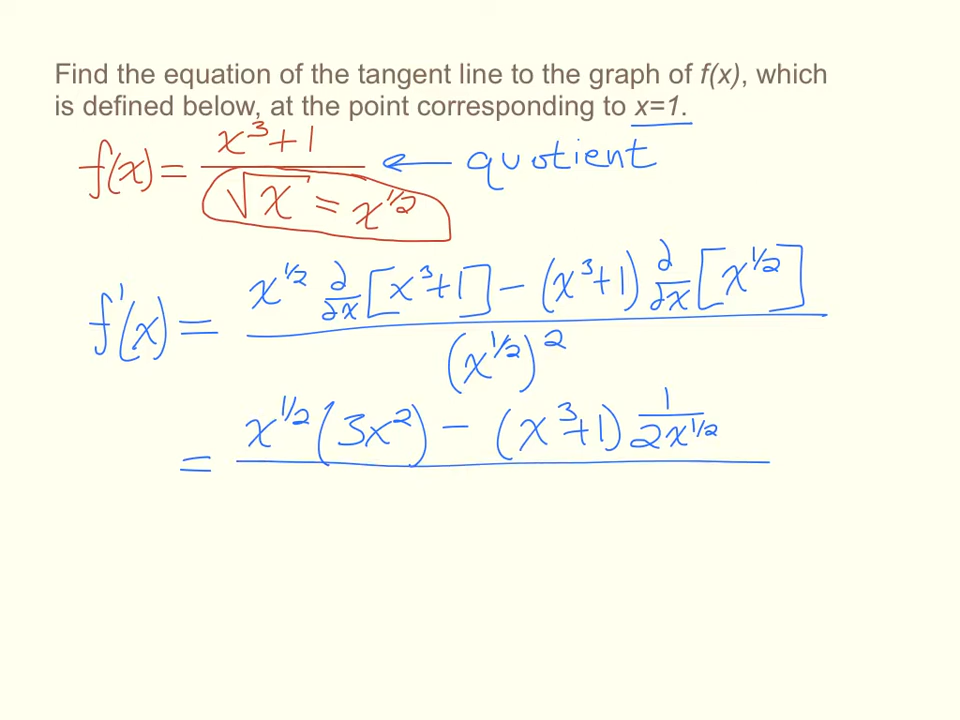 Find the equation of the tangent line to the graph of f(x), which
is defined below, at the point corresponding to x=1.
f(x) = (x³+1)/(√x = x^(1/2)) ← quotient
f'(x) = (x^(1/2) ∂/∂x [x³+1] − (x³+1) ∂/∂x [x^(1/2)])/(x^(1/2))²
= x^(1/2) (3x²) − (x³+1) 1/(2x^(1/2))